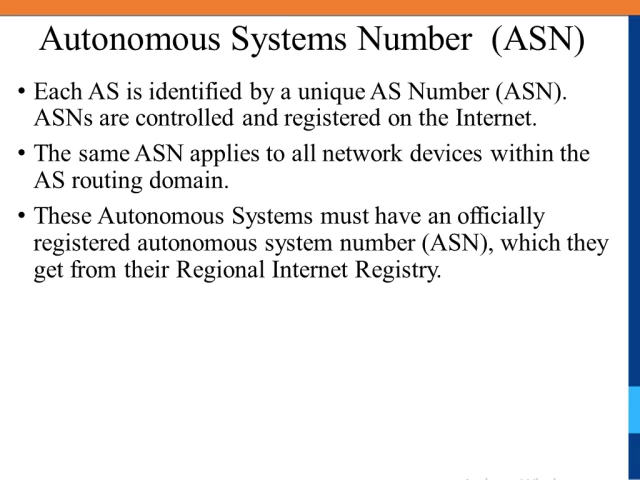 Autonomous Systems Number (ASN)
• Each AS is identified by a unique AS Number (ASN).
ASNs are controlled and registered on the Internet.
• The same ASN applies to all network devices within the
AS routing domain.
• These Autonomous Systems must have an officially
registered autonomous system number (ASN), which they
get from their Regional Internet Registry.